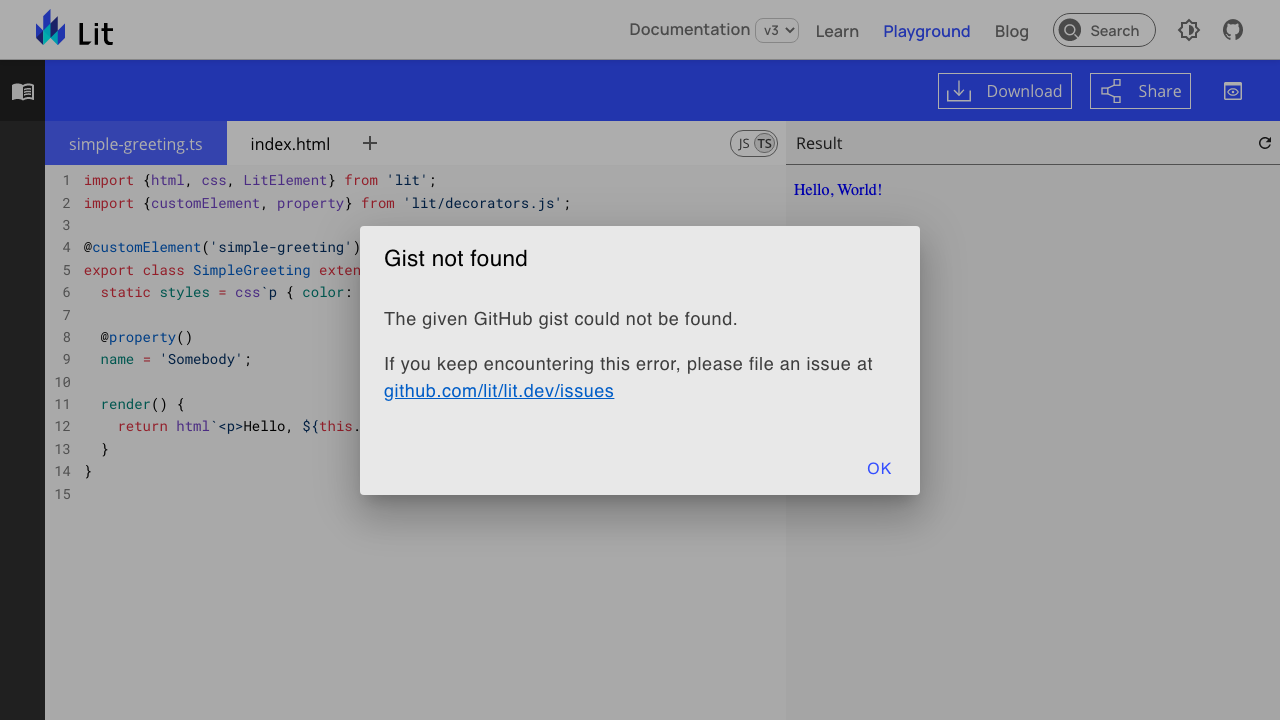 Lit
Documentation v3 Learn Playground Blog Search
Download Share
simple-greeting.ts index.html + JS TS Result
1 import {html, css, LitElement} from 'lit';
2 import {customElement, property} from 'lit/decorators.js';
3
4 @customElement('simple-greeting')
5 export class SimpleGreeting exten
6 static styles = css`p { color:
7
8 @property()
9 name = 'Somebody';
10
11 render() {
12 return html`<p>Hello, ${this.
13 }
14 }
15
Hello, World!
Gist not found
The given GitHub gist could not be found.
If you keep encountering this error, please file an issue at
github.com/lit/lit.dev/issues
OK